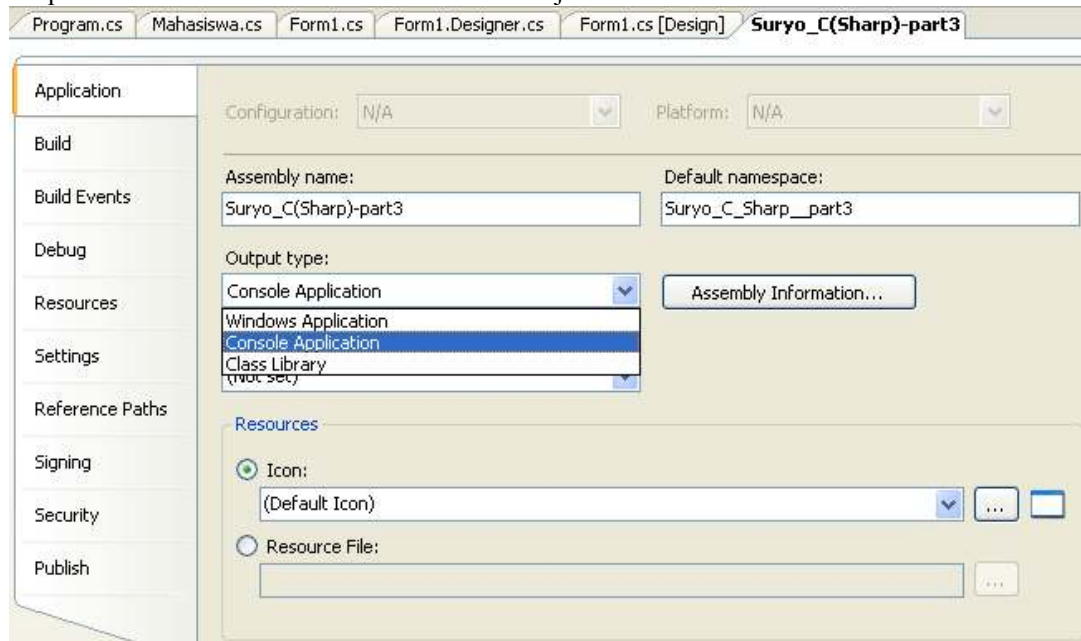 Program.cs Mahasiswa.cs Form1.cs Form1.Designer.cs Form1.cs [Design] Suryo_C(Sharp)-part3
Application
Configuration: N/A Platform: N/A
Build
Assembly name: Default namespace:
Build Events
Suryo_C(Sharp)-part3 Suryo_C_Sharp__part3
Debug
Output type:
Resources
Console Application Assembly Information...
Windows Application
Console Application
Settings
Class Library
(Not set)
Reference Paths
Resources
Signing
Icon:
Security
(Default Icon) ...
Resource File:
Publish
...